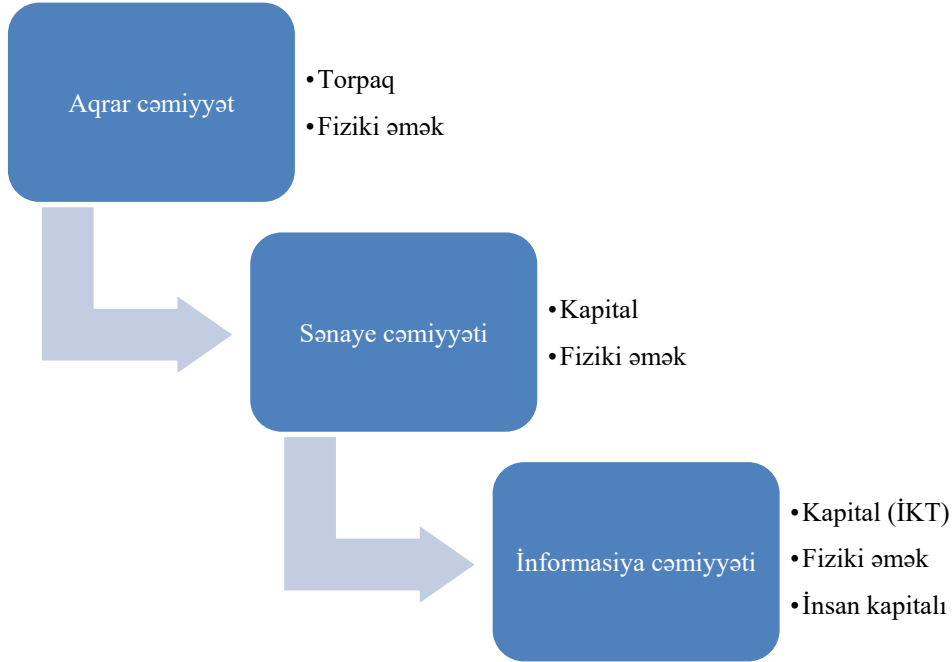 Aqrar cəmiyyət
•Torpaq
•Fiziki əmək
Sənaye cəmiyyəti
•Kapital
•Fiziki əmək
İnformasiya cəmiyyəti
•Kapital (İKT)
•Fiziki əmək
•İnsan kapitalı